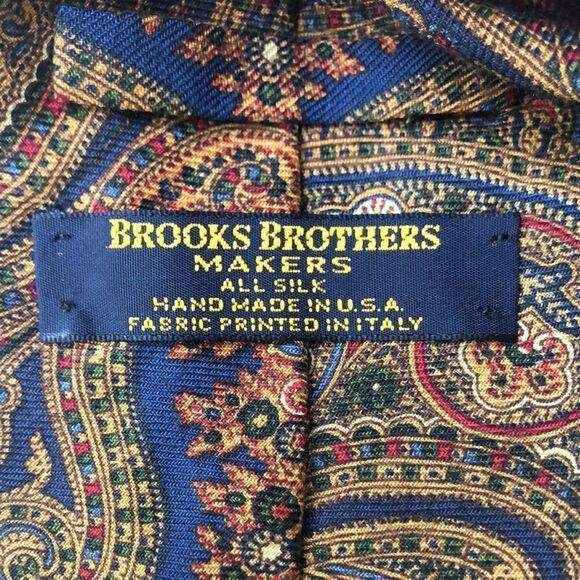 BROOKS BROTHERS
MAKERS
ALL SILK
HAND MADE IN U.S.A.
FABRIC PRINTED IN ITALY